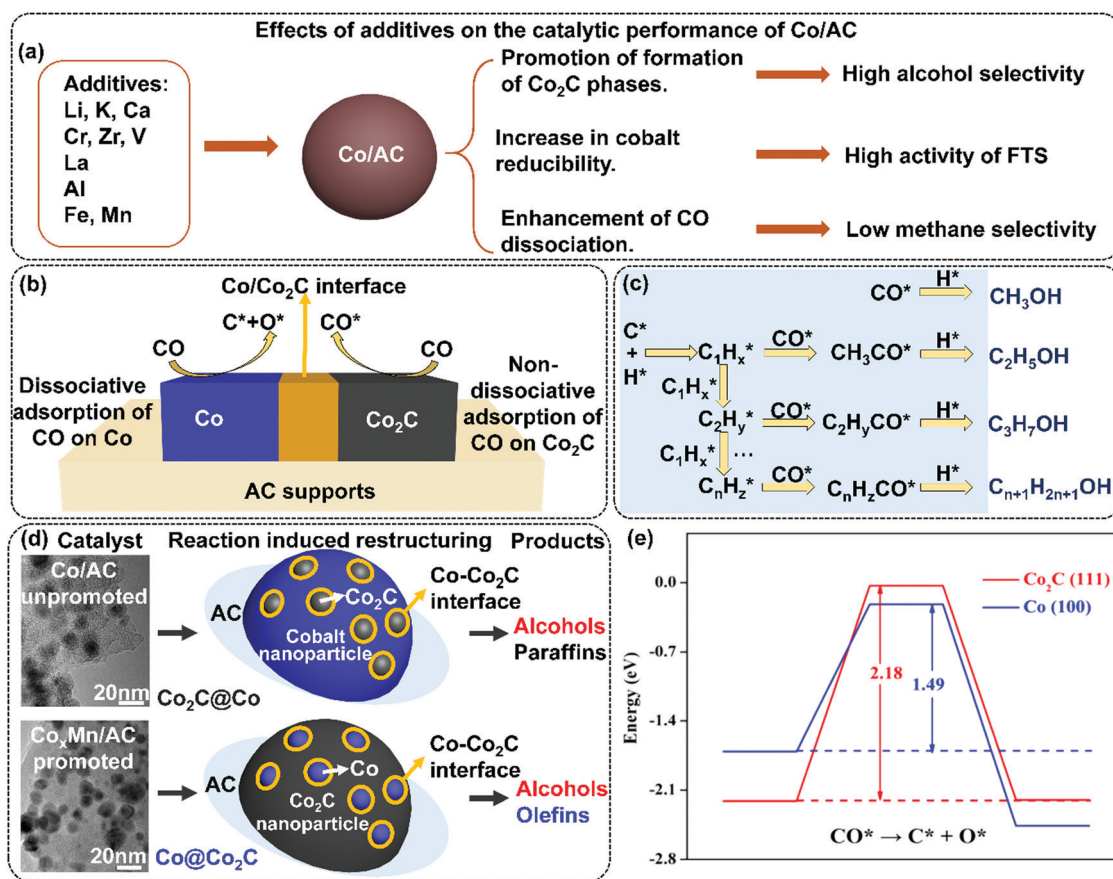 Effects of additives on the catalytic performance of Co/AC
(a)
Additives:
Li, K, Ca
Cr, Zr, V
La
Al
Fe, Mn
Co/AC
Promotion of formation
of Co₂C phases.
High alcohol selectivity
Increase in cobalt
reducibility.
High activity of FTS
Enhancement of CO
dissociation.
Low methane selectivity
(b)
Co/Co₂C interface
C*+O*
CO*
CO
CO
Dissociative
adsorption of
CO on Co
Non-
dissociative
adsorption of
CO on Co₂C
Co
Co₂C
AC supports
(c)
CO* H* CH₃OH
C*
+
H*
C₁Hₓ* CO* CH₃CO* H* C₂H₅OH
C₁Hₓ*
C₂Hᵧ* CO* C₂HᵧCO* H* C₃H₇OH
C₁Hₓ* ...
CₙH_z* CO* CₙH_zCO* H* Cₙ₊₁H₂ₙ₊₁OH
(d) Catalyst Reaction induced restructuring Products
Co/AC
unpromoted
20nm
AC
Co₂C
Cobalt
nanoparticle
Co₂C@Co
Co-Co₂C
interface
Alcohols
Paraffins
CoₓMn/AC
promoted
20nm
AC
Co
Co₂C
nanoparticle
Co@Co₂C
Co-Co₂C
interface
Alcohols
Olefins
(e)
Co₂C (111)
Co (100)
Energy (eV)
0.0
-0.7
-1.4
-2.1
-2.8
2.18
1.49
CO* → C* + O*